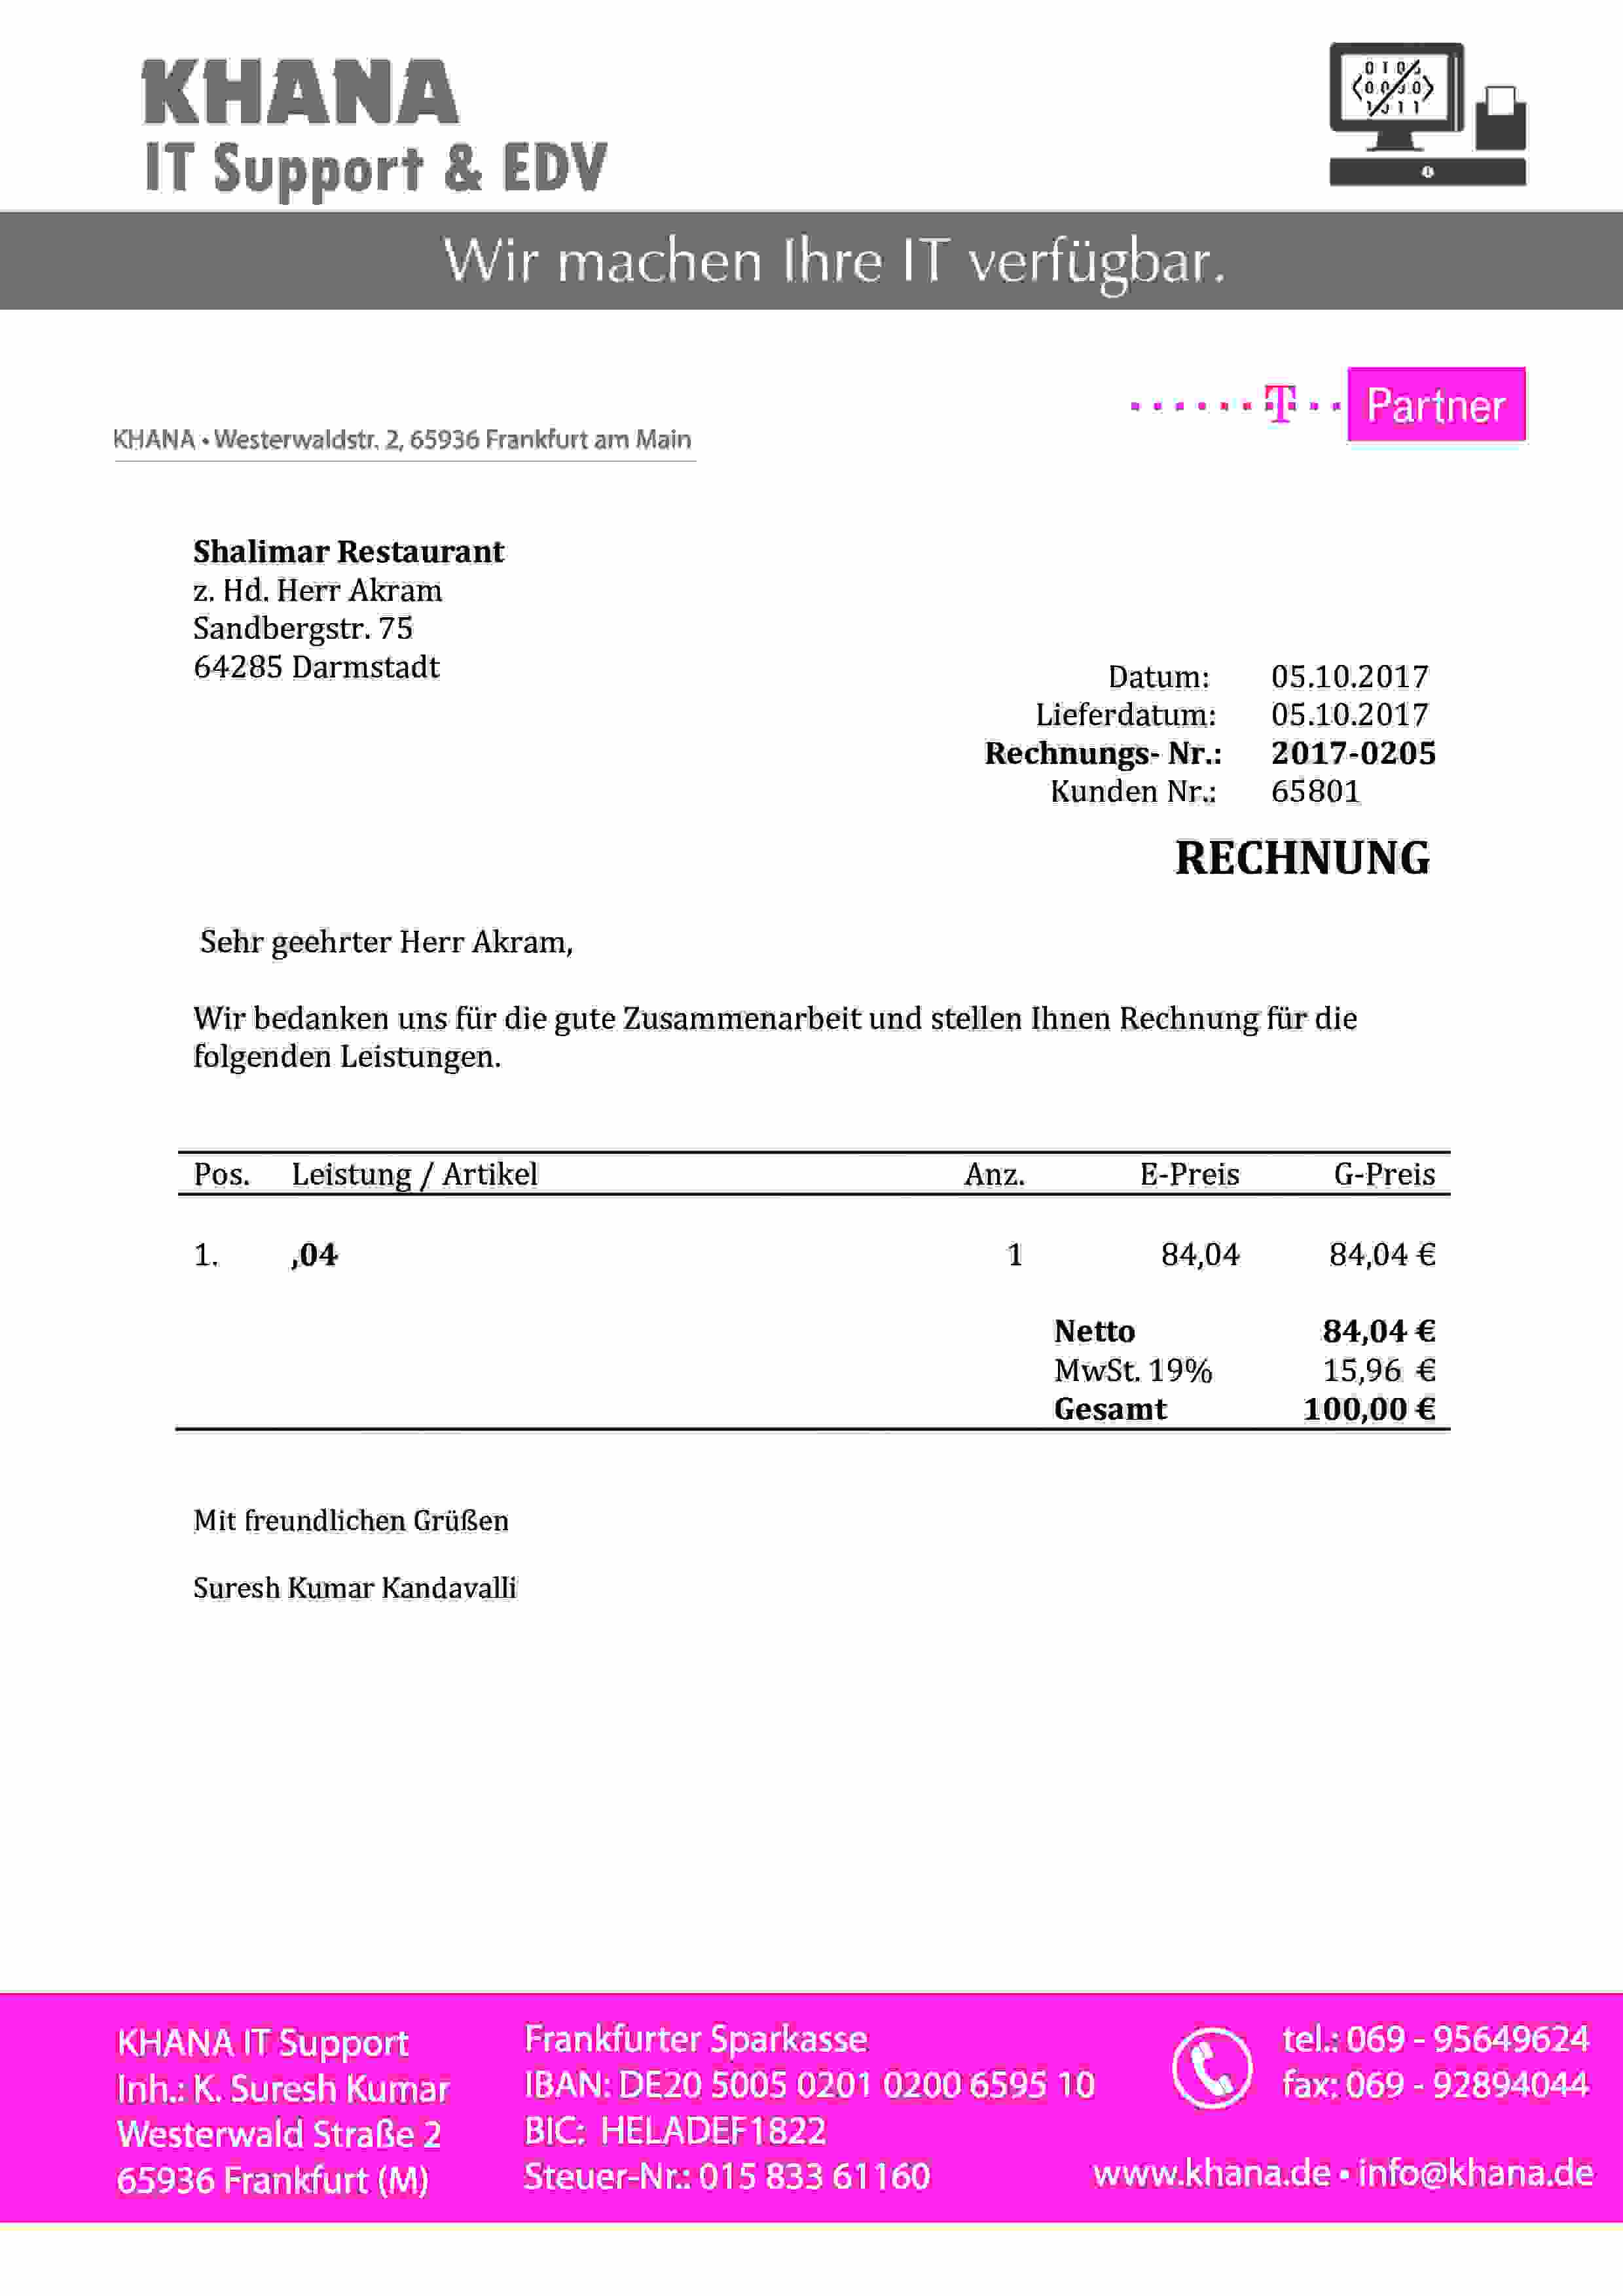 KHANA
IT Support & EDV
Wir machen Ihre IT verfügbar.
T Partner
KHANA • Westerwaldstr. 2, 65936 Frankfurt am Main
Shalimar Restaurant
z. Hd. Herr Akram
Sandbergstr. 75
64285 Darmstadt
Datum: 05.10.2017
Lieferdatum: 05.10.2017
Rechnungs- Nr.: 2017-0205
Kunden Nr.: 65801
RECHNUNG
Sehr geehrter Herr Akram,
Wir bedanken uns für die gute Zusammenarbeit und stellen Ihnen Rechnung für die
folgenden Leistungen.
Pos. Leistung / Artikel Anz. E-Preis G-Preis
1. ,04 1 84,04 84,04 €
Netto 84,04 €
MwSt. 19% 15,96 €
Gesamt 100,00 €
Mit freundlichen Grüßen
Suresh Kumar Kandavalli
KHANA IT Support
Inh.: K. Suresh Kumar
Westerwald Straße 2
65936 Frankfurt (M)
Frankfurter Sparkasse
IBAN: DE20 5005 0201 0200 6595 10
BIC: HELADEF1822
Steuer-Nr.: 015 833 61160
tel.: 069 - 95649624
fax: 069 - 92894044
www.khana.de • info@khana.de